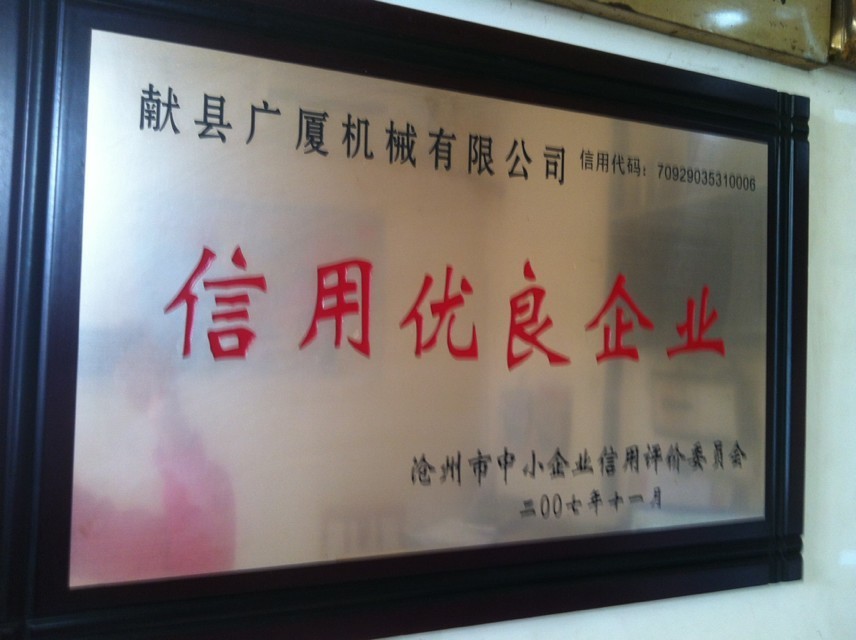 献县广厦机械有限公司 信用代码：70929035310006
信用优良企业
沧州市中小企业信用评价委员会
二00七年十一月